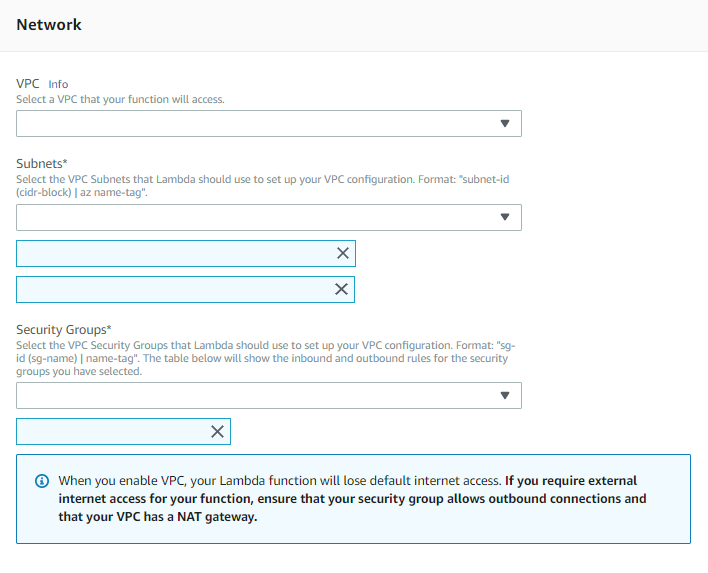 Network
VPC Info
Select a VPC that your function will access.
Subnets*
Select the VPC Subnets that Lambda should use to set up your VPC configuration. Format: "subnet-id
(cidr-block) | az name-tag".
Security Groups*
Select the VPC Security Groups that Lambda should use to set up your VPC configuration. Format: "sg-
id (sg-name) | name-tag". The table below will show the inbound and outbound rules for the security
groups you have selected.
When you enable VPC, your Lambda function will lose default internet access. If you require external
internet access for your function, ensure that your security group allows outbound connections and
that your VPC has a NAT gateway.